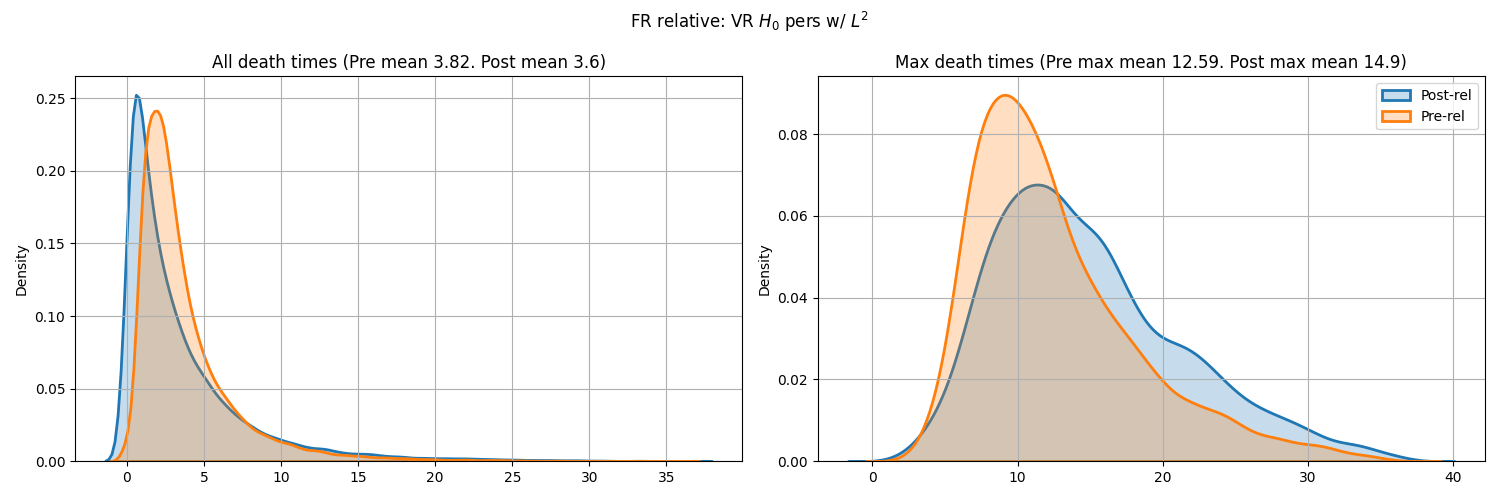 FR relative: VR $H_0$ pers w/ $L^2$
All death times (Pre mean 3.82. Post mean 3.6)
Density
0.25
0.20
0.15
0.10
0.05
0.00
0 5 10 15 20 25 30 35
Max death times (Pre max mean 12.59. Post max mean 14.9)
Post-rel
Pre-rel
Density
0.08
0.06
0.04
0.02
0.00
0 10 20 30 40